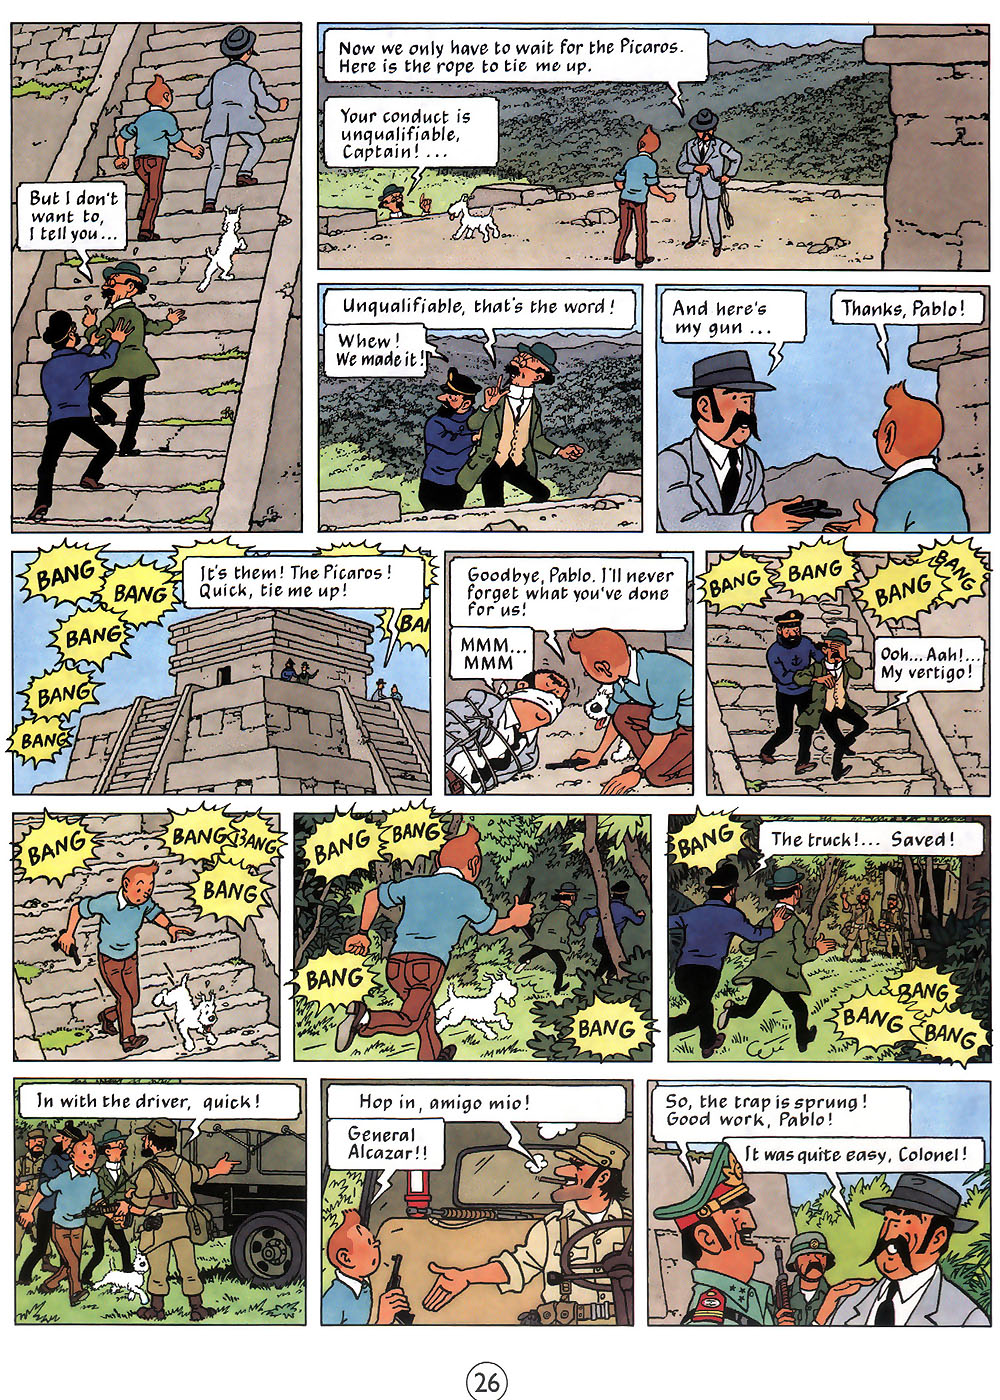 But I don't
want to,
I tell you...
Now we only have to wait for the Picaros.
Here is the rope to tie me up.
Your conduct is
unqualifiable,
Captain!...
Unqualifiable, that's the word!
Whew!
We made it!
And here's
my gun ...
Thanks, Pablo!
BANG
BANG
BANG
BANG
BANG
It's them! The Picaros!
Quick, tie me up!
BAN
Goodbye, Pablo. I'll never
forget what you've done
for us!
MMM...
MMM
BANG
BANG
BANG
BANG
Ooh... Aah!...
My vertigo!
BANG
BANG
BANG
BANG
BANG
BANG
BANG
BANG
BANG
The truck!... Saved!
BANG
BANG
BANG
In with the driver, quick!
Hop in, amigo mio!
General
Alcazar!!
So, the trap is sprung!
Good work, Pablo!
It was quite easy, Colonel!
26